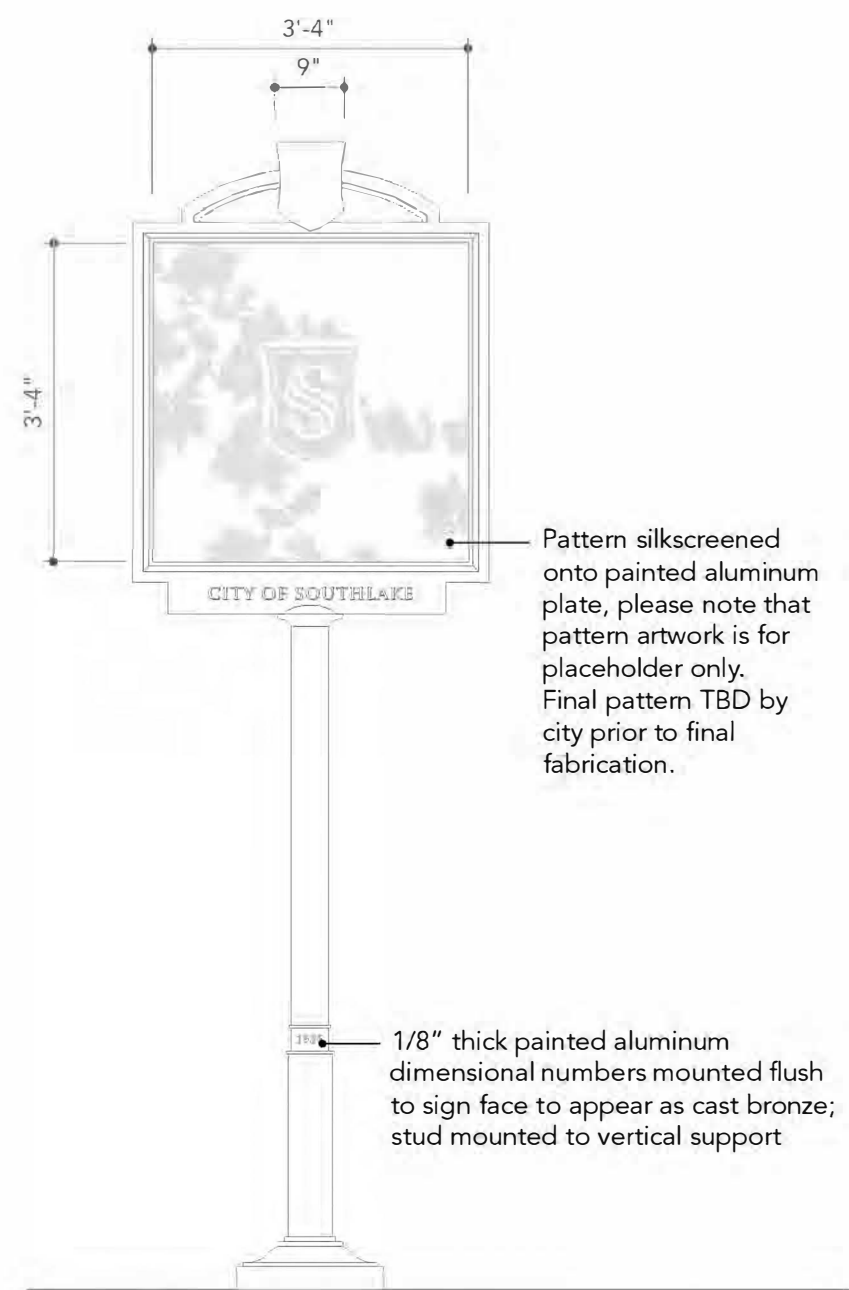 3'-4"
9"
3'-4"
S
CITY OF SOUTHLAKE
Pattern silkscreened
onto painted aluminum
plate, please note that
pattern artwork is for
placeholder only.
Final pattern TBD by
city prior to final
fabrication.
1/8” thick painted aluminum
dimensional numbers mounted flush
to sign face to appear as cast bronze;
stud mounted to vertical support